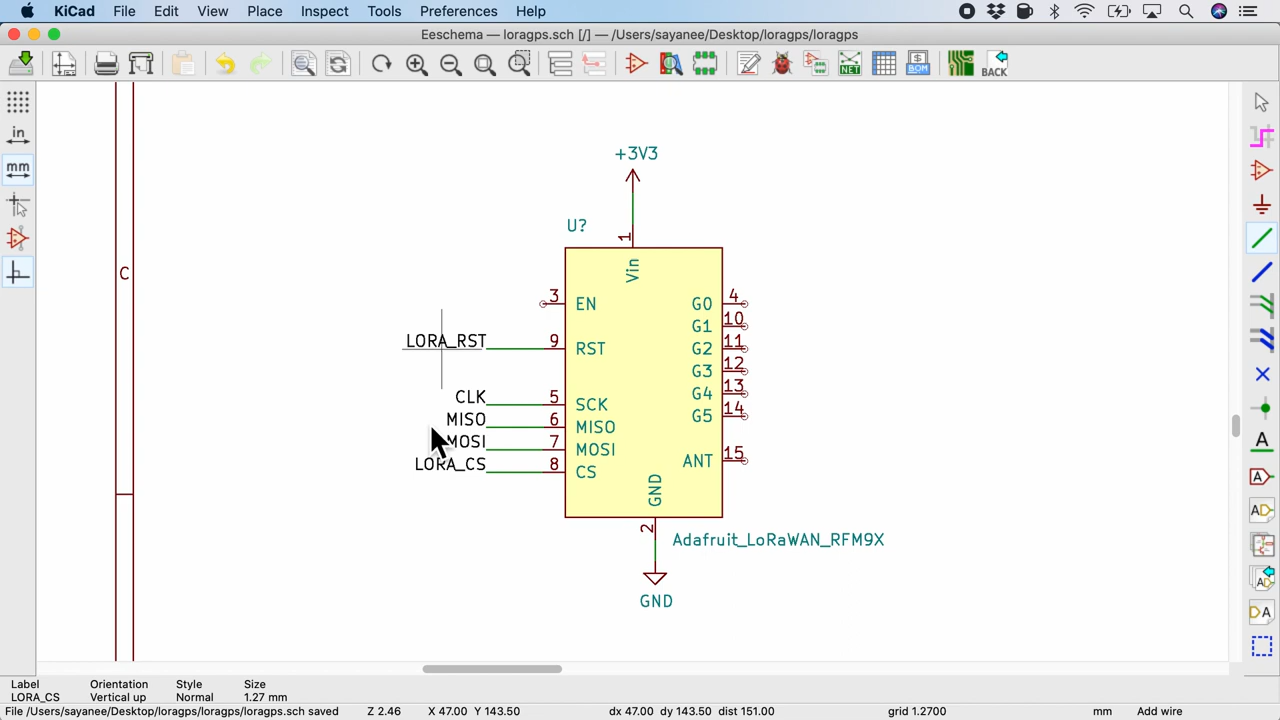 KiCad File Edit View Place Inspect Tools Preferences Help
Eeschema — loragps.sch [/] — /Users/sayanee/Desktop/loragps/loragps
NET
$ BOM
BACK
in
mm
C
+3V3
U?
1
Vin
3 EN
G0 4
G1 10
LORA_RST 9 RST
G2 11
G3 12
G4 13
CLK 5 SCK
G5 14
MISO 6 MISO
MOSI 7 MOSI
ANT 15
LORA_CS 8 CS
GND
2
Adafruit_LoRaWAN_RFM9X
GND
A
A
AD
AD
DA
Label Orientation Style Size
LORA_CS Vertical up Normal 1.27 mm
File /Users/sayanee/Desktop/loragps/loragps.sch saved Z 2.46 X 47.00 Y 143.50 dx 47.00 dy 143.50 dist 151.00 grid 1.2700 mm Add wire